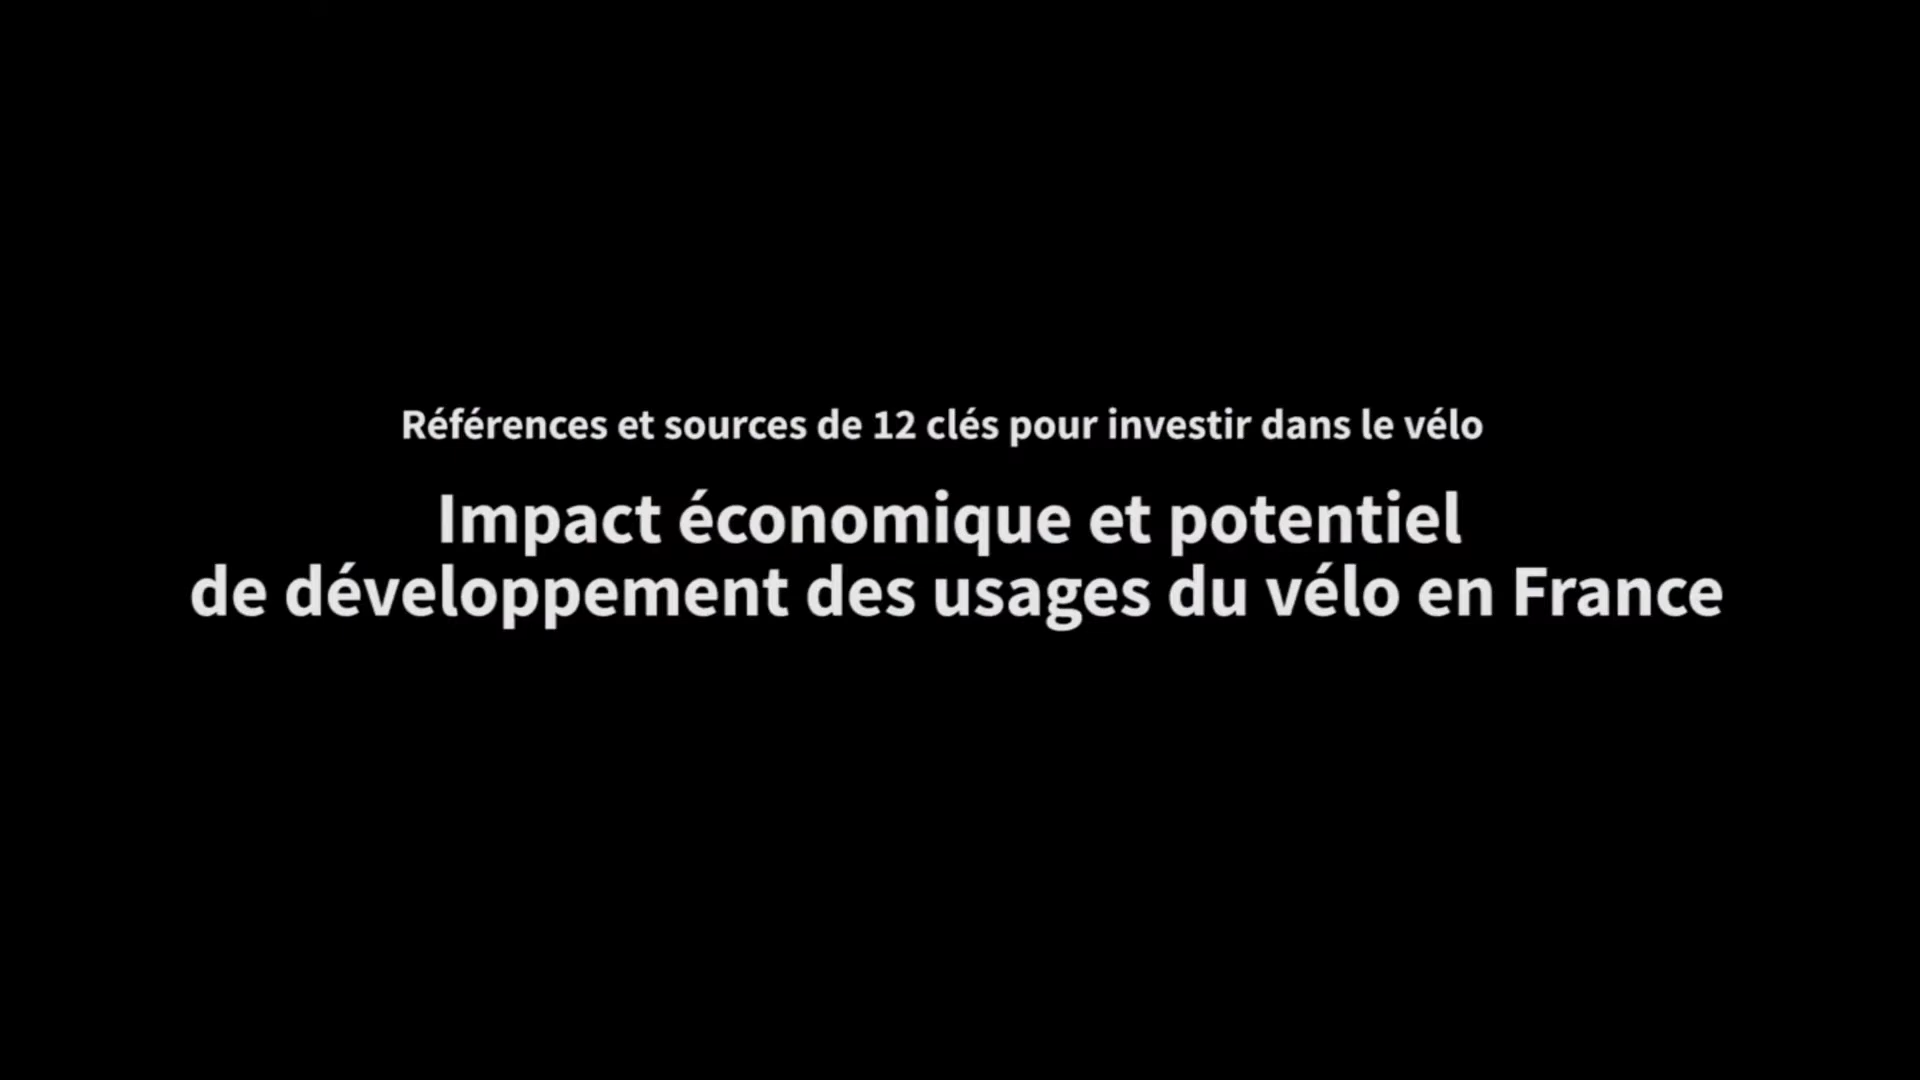 Références et sources de 12 clés pour investir dans le vélo
Impact économique et potentiel
de développement des usages du vélo en France